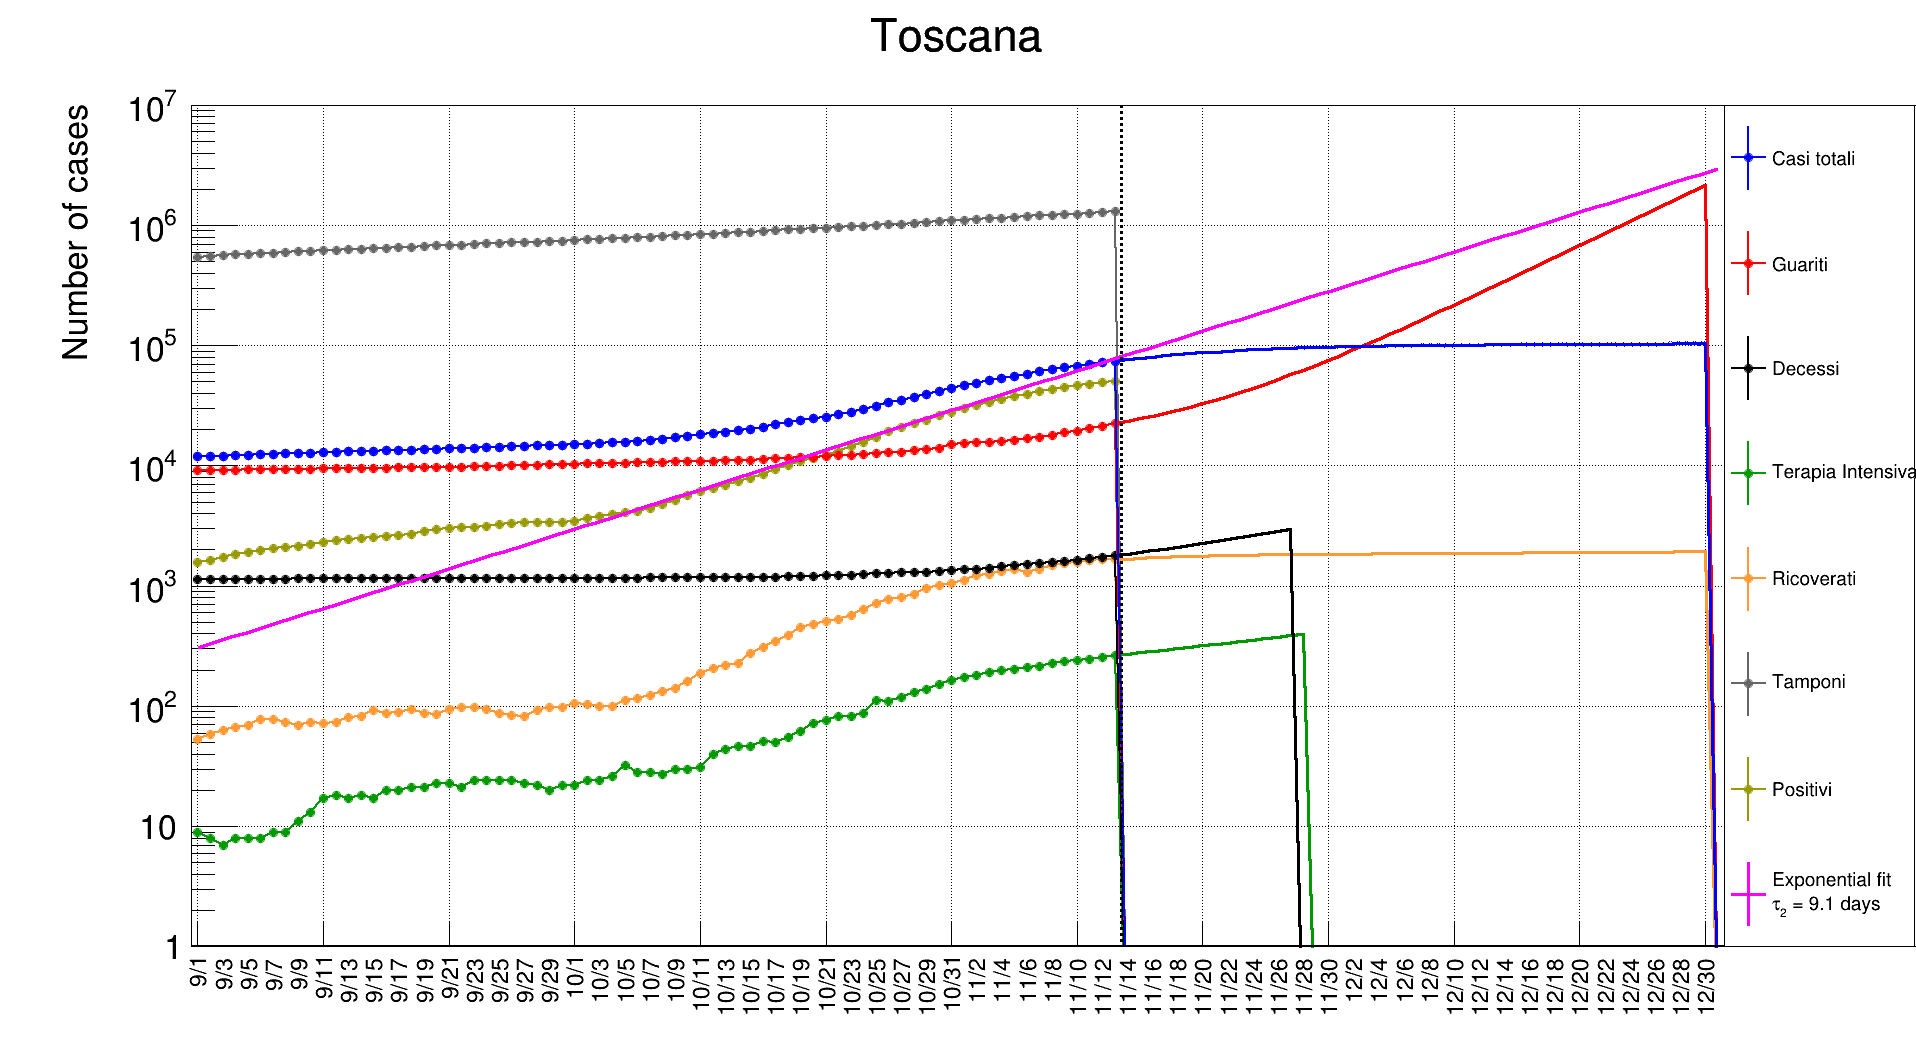 Toscana
Number of cases
10^7
10^6
10^5
10^4
10^3
10^2
10
1
9/1 9/3 9/5 9/7 9/9 9/11 9/13 9/15 9/17 9/19 9/21 9/23 9/25 9/27 9/29 10/1 10/3 10/5 10/7 10/9 10/11 10/13 10/15 10/17 10/19 10/21 10/23 10/25 10/27 10/29 10/31 11/2 11/4 11/6 11/8 11/10 11/12 11/14 11/16 11/18 11/20 11/22 11/24 11/26 11/28 11/30 12/2 12/4 12/6 12/8 12/10 12/12 12/14 12/16 12/18 12/20 12/22 12/24 12/26 12/28 12/30
Casi totali
Guariti
Decessi
Terapia Intensiva
Ricoverati
Tamponi
Positivi
Exponential fit
τ₂ = 9.1 days